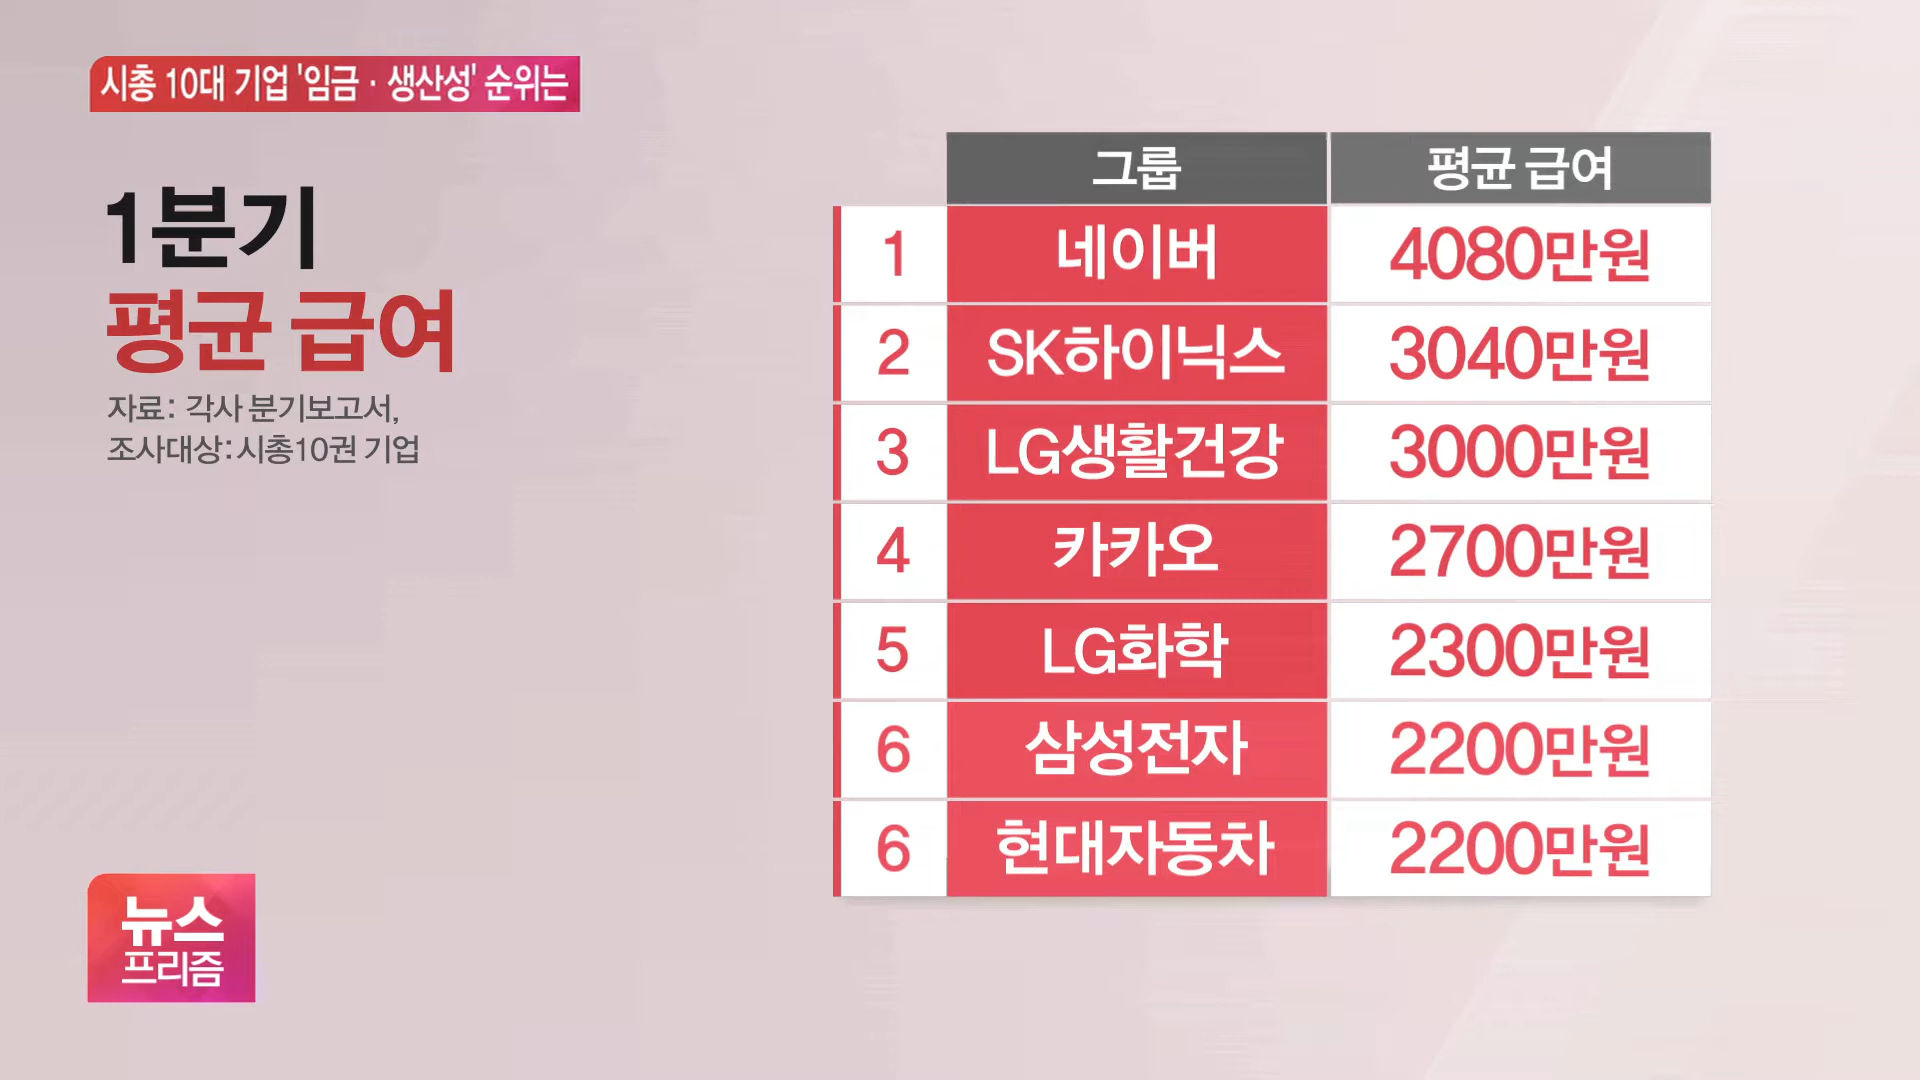 시총 10대 기업 '임금 · 생산성' 순위는
1분기
평균 급여
자료: 각사 분기보고서,
조사대상:시총10권 기업
그룹 평균 급여
1 네이버 4080만원
2 SK하이닉스 3040만원
3 LG생활건강 3000만원
4 카카오 2700만원
5 LG화학 2300만원
6 삼성전자 2200만원
6 현대자동차 2200만원
뉴스
프리즘